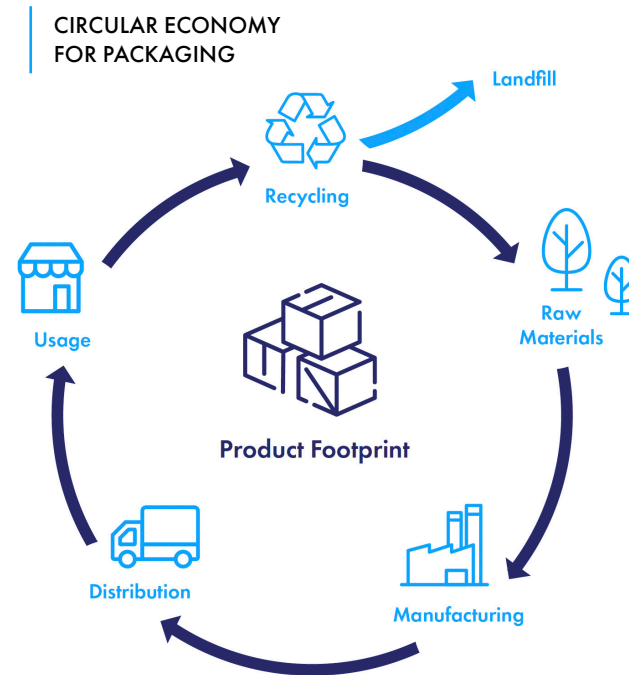 CIRCULAR ECONOMY
FOR PACKAGING
Landfill
Recycling
Raw
Materials
Usage
Product Footprint
Distribution
Manufacturing